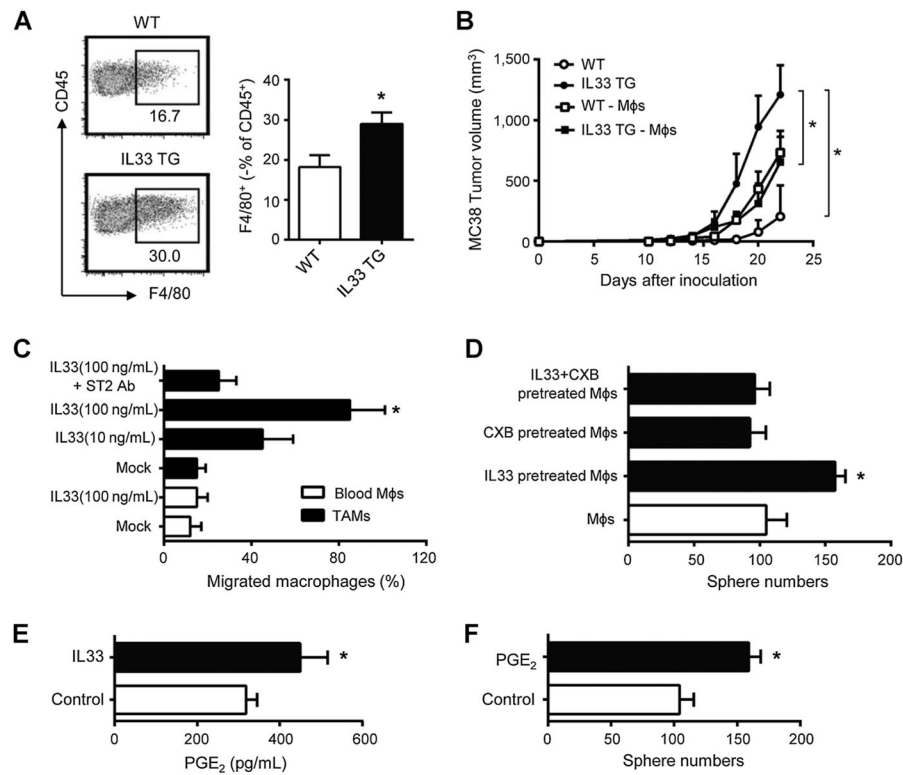 A
WT
CD45
16.7
IL33 TG
30.0
F4/80
F4/80⁺ (-% of CD45⁺)
40
30
20
10
0
WT
IL33 TG
*
B
MC38 Tumor volume (mm³)
1,500
1,000
500
0
WT
IL33 TG
WT - Mϕs
IL33 TG - Mϕs
*
*
0 5 10 15 20 25
Days after inoculation
C
IL33(100 ng/mL)
+ ST2 Ab
IL33(100 ng/mL)
*
IL33(10 ng/mL)
Mock
IL33(100 ng/mL)
Mock
Blood Mϕs
TAMs
0 40 80 120
Migrated macrophages (%)
D
IL33+CXB
pretreated Mϕs
CXB pretreated Mϕs
IL33 pretreated Mϕs
*
Mϕs
0 50 100 150 200
Sphere numbers
E
IL33
*
Control
0 200 400 600
PGE₂ (pg/mL)
F
PGE₂
*
Control
0 50 100 150 200
Sphere numbers